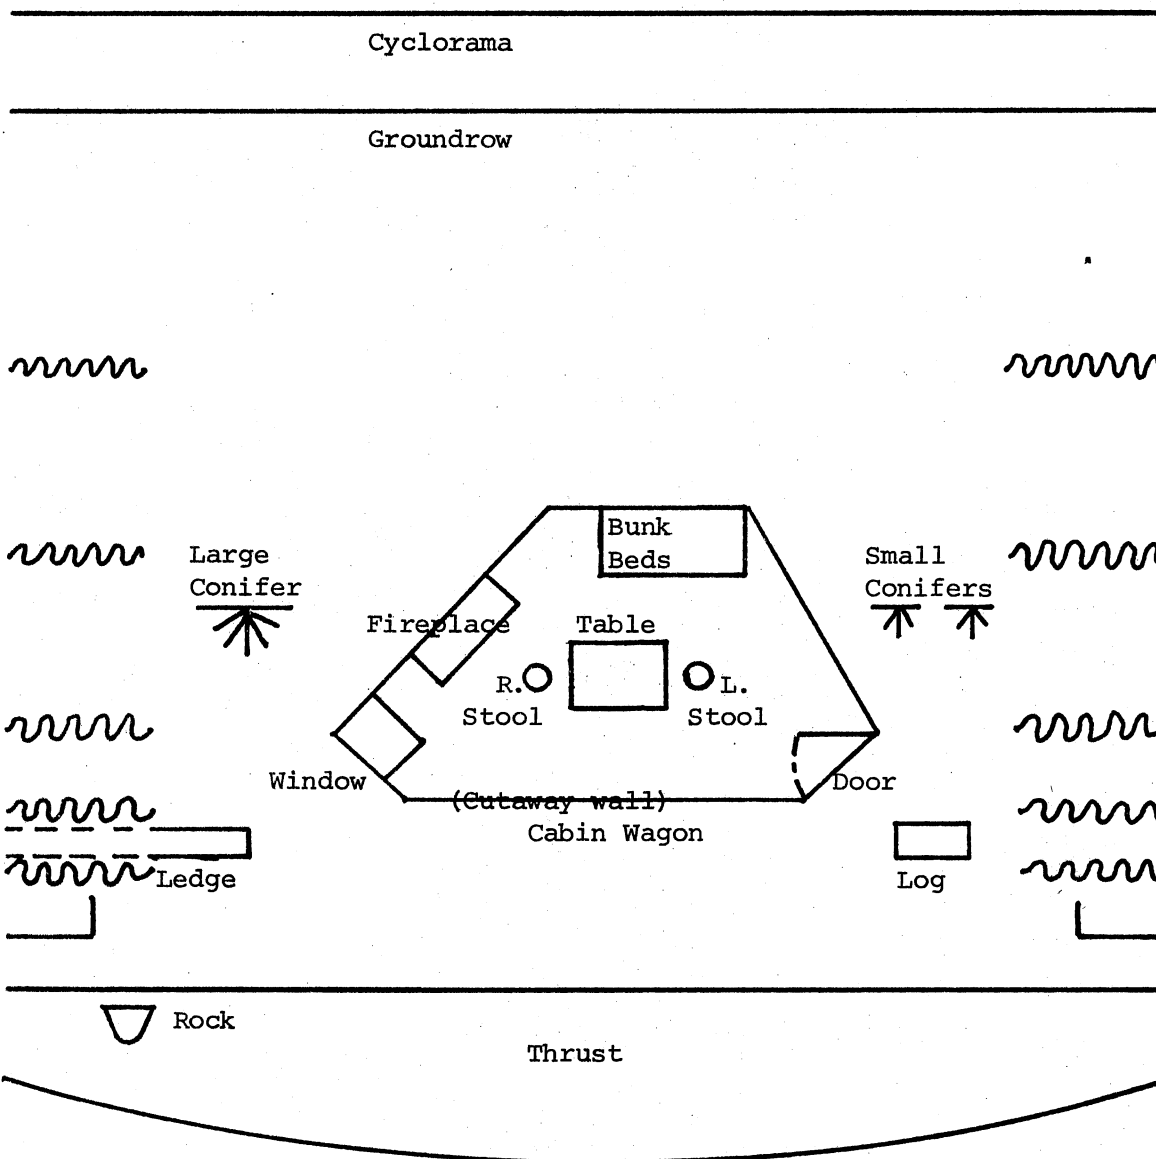 Cyclorama
Groundrow
Large
Conifer
Bunk
Beds
Small
Conifers
Fireplace
Table
R.
Stool
L.
Stool
Window
Door
(Cutaway wall)
Cabin Wagon
Ledge
Log
Rock
Thrust